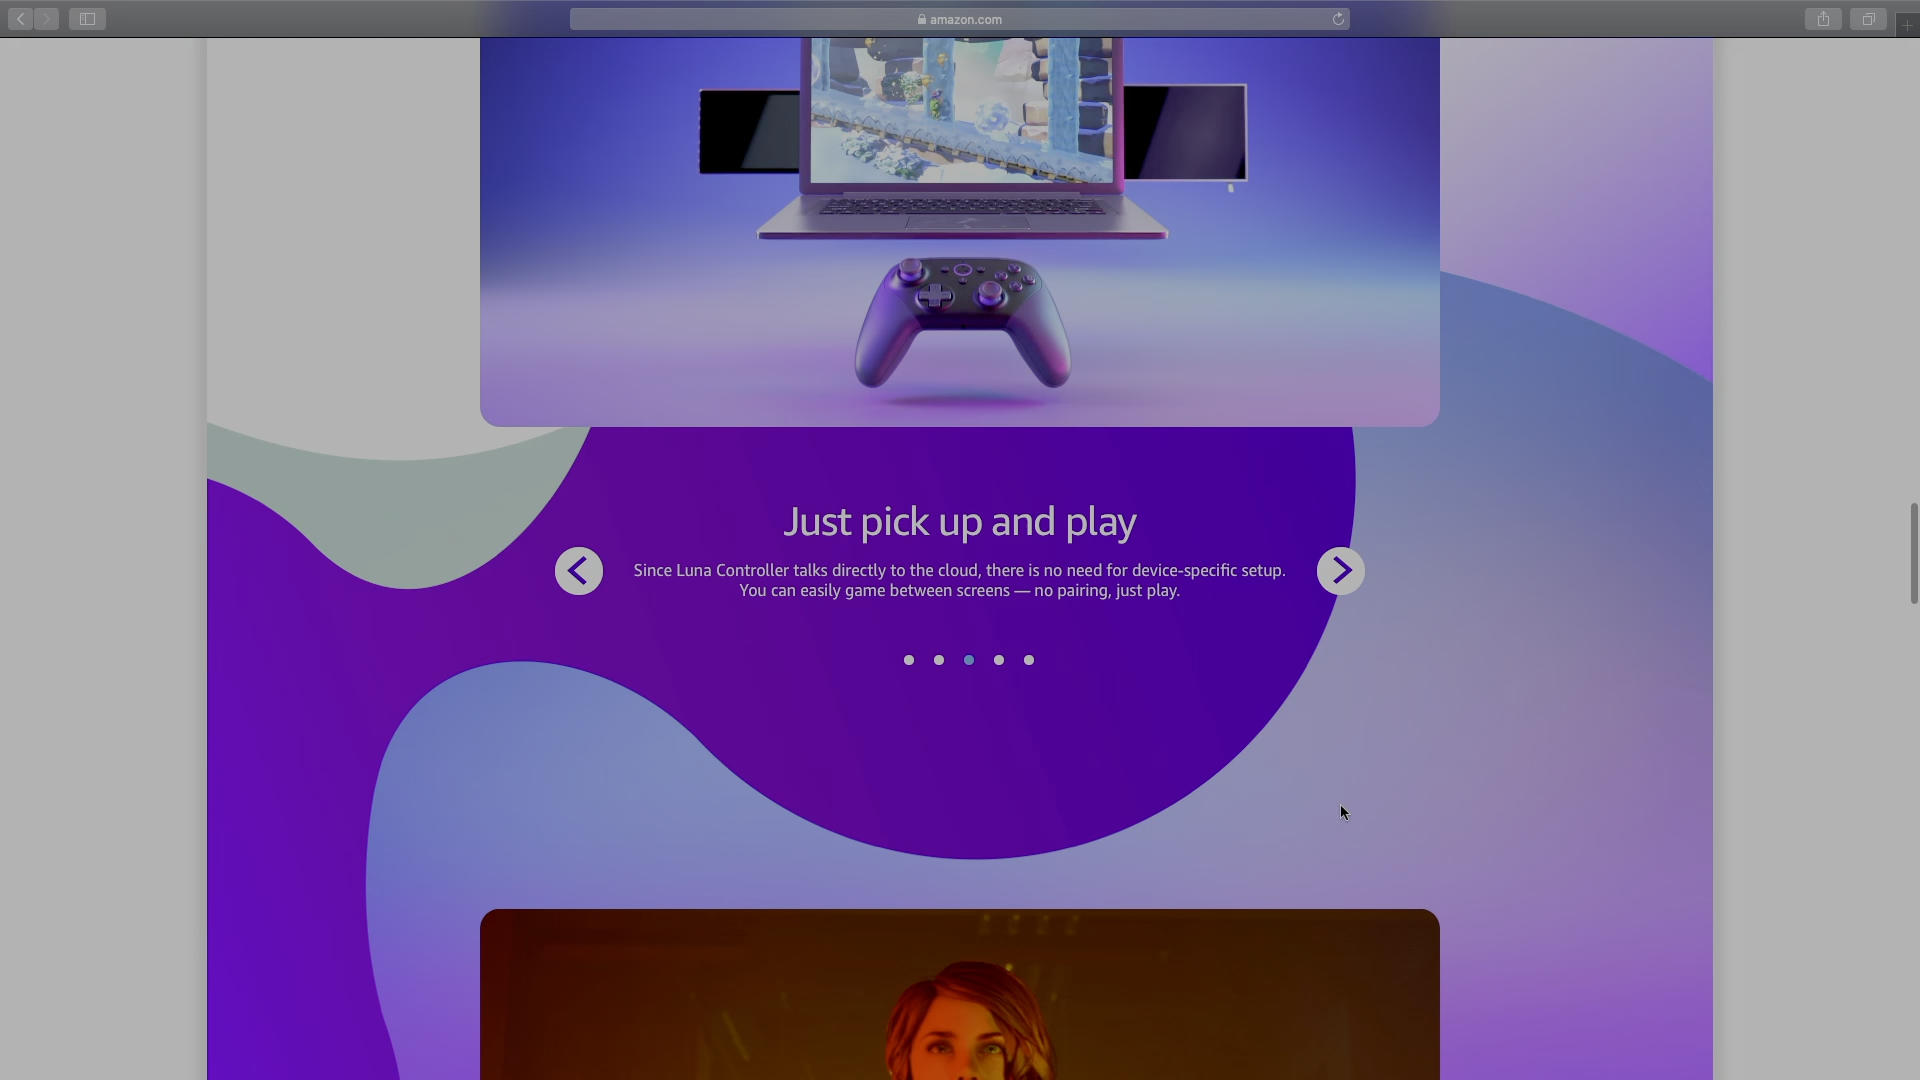 amazon.com
Just pick up and play
Since Luna Controller talks directly to the cloud, there is no need for device-specific setup.
You can easily game between screens — no pairing, just play.